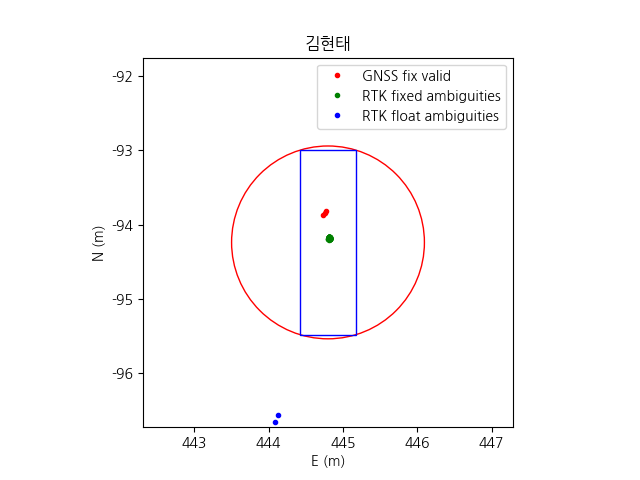 김현태
GNSS fix valid
RTK fixed ambiguities
RTK float ambiguities
-92
-93
-94
-95
-96
N (m)
443 444 445 446 447
E (m)